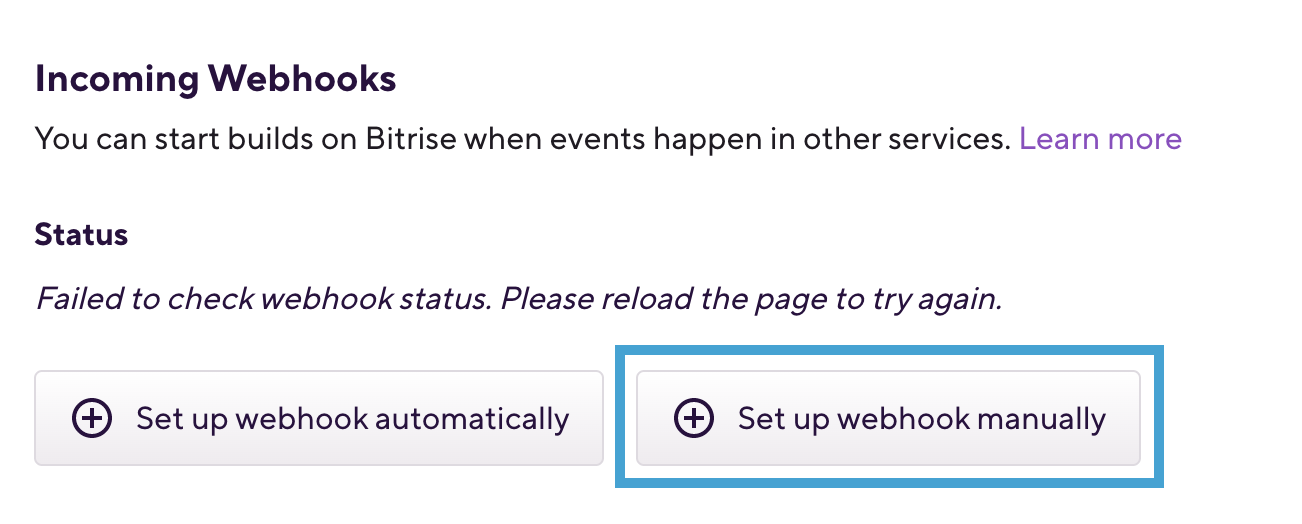 Incoming Webhooks
You can start builds on Bitrise when events happen in other services. Learn more
Status
Failed to check webhook status. Please reload the page to try again.
Set up webhook automatically
Set up webhook manually